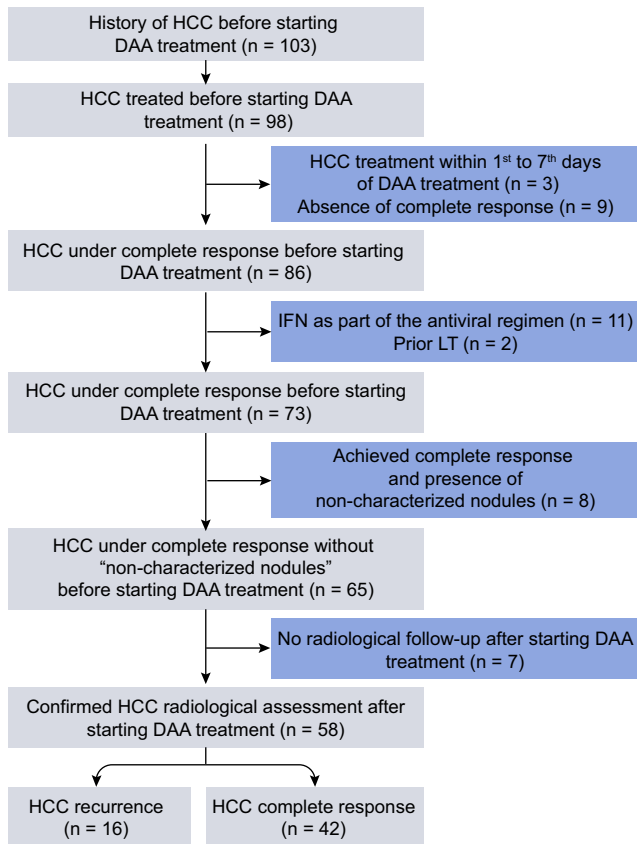 History of HCC before starting
DAA treatment (n = 103)
HCC treated before starting DAA
treatment (n = 98)
HCC treatment within 1st to 7th days
of DAA treatment (n = 3)
Absence of complete response (n = 9)
HCC under complete response before starting
DAA treatment (n = 86)
IFN as part of the antiviral regimen (n = 11)
Prior LT (n = 2)
HCC under complete response before starting
DAA treatment (n = 73)
Achieved complete response
and presence of
non-characterized nodules (n = 8)
HCC under complete response without
“non-characterized nodules”
before starting DAA treatment (n = 65)
No radiological follow-up after starting DAA
treatment (n = 7)
Confirmed HCC radiological assessment after
starting DAA treatment (n = 58)
HCC recurrence
(n = 16)
HCC complete response
(n = 42)